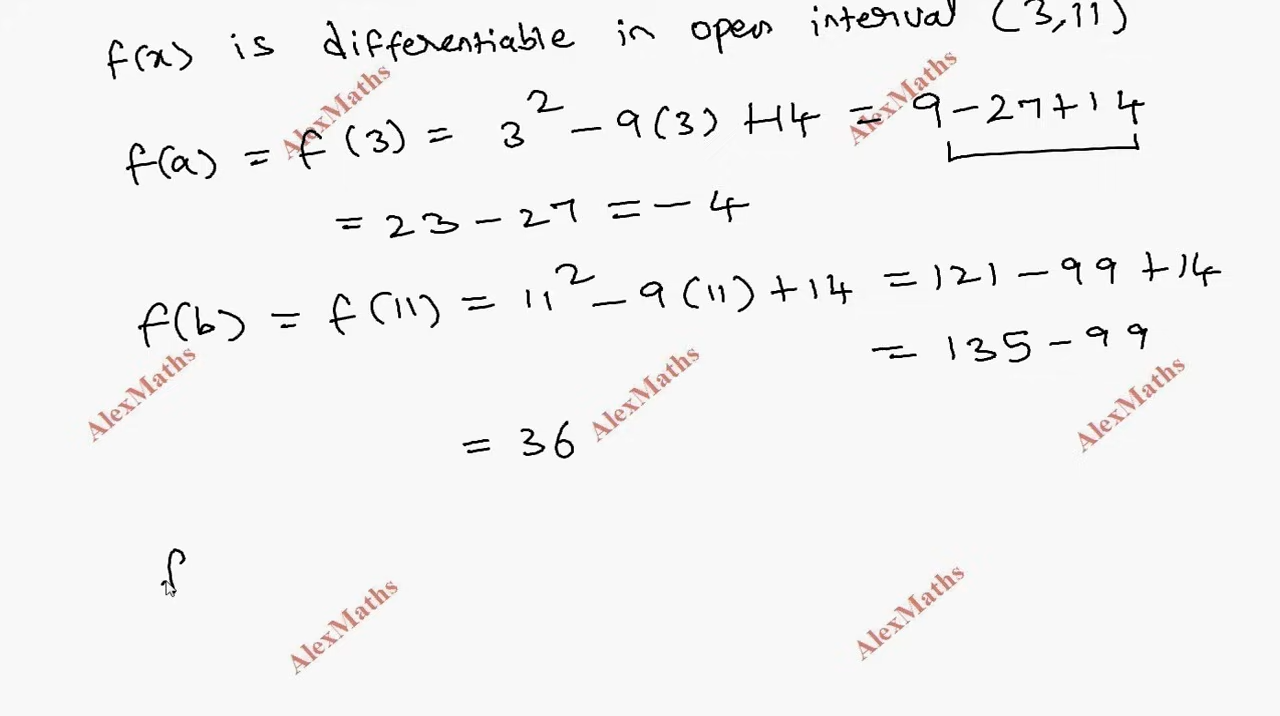 f(x) is differentiable in open interval (3,11)
f(a) = f(3) = 3² - 9(3) +14 = 9-27+14
= 23 - 27 = - 4
f(b) = f(11) = 11² - 9(11) +14 = 121 - 99 +14
= 135 - 99
= 36
f
AlexMaths
AlexMaths
AlexMaths
AlexMaths
AlexMaths
AlexMaths
AlexMaths